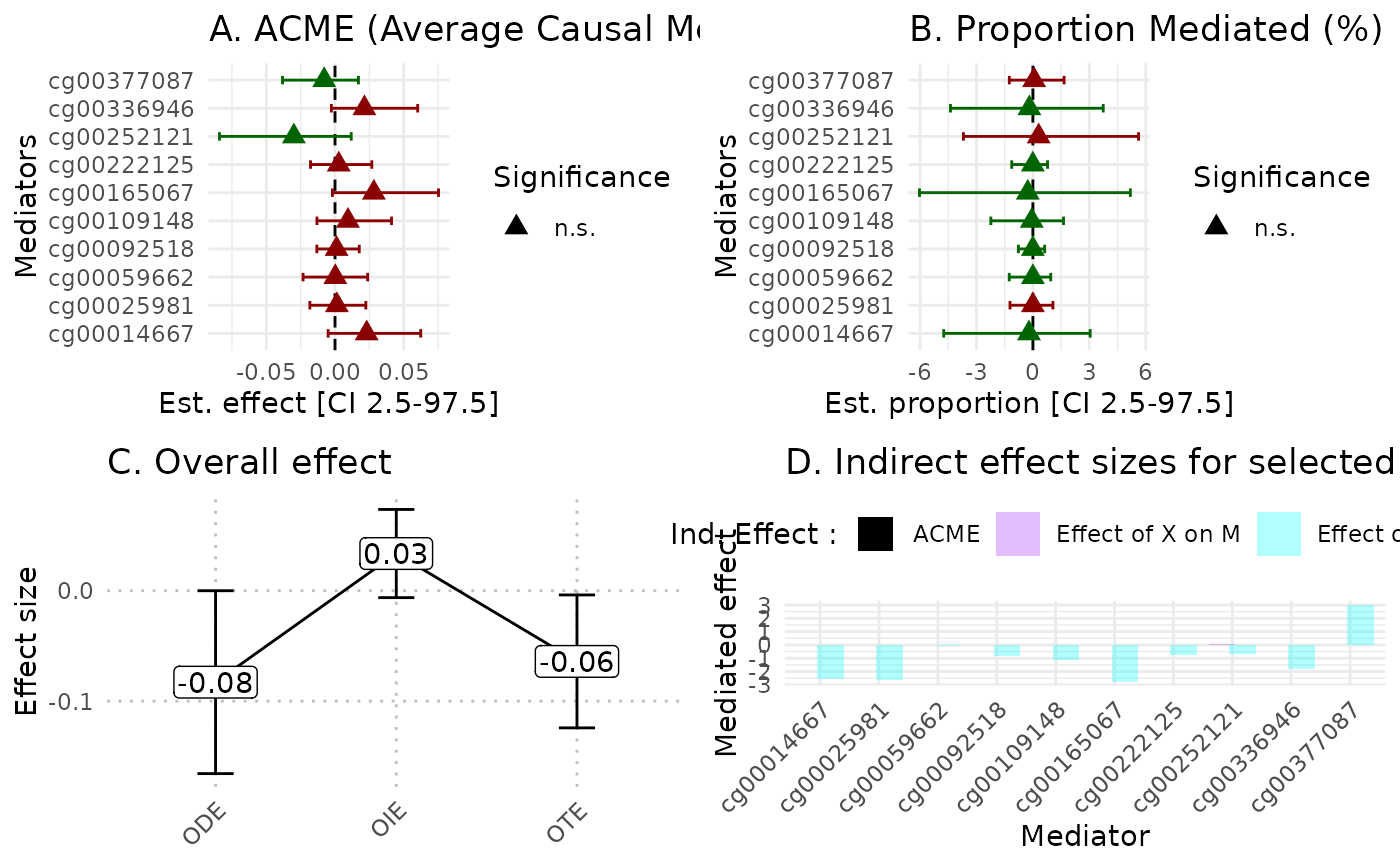 A. ACME (Average Causal Me
Mediators
cg00377087
cg00336946
cg00252121
cg00222125
cg00165067
cg00109148
cg00092518
cg00059662
cg00025981
cg00014667
-0.05 0.00 0.05
Est. effect [CI 2.5-97.5]
Significance
n.s.
B. Proportion Mediated (%)
Mediators
cg00377087
cg00336946
cg00252121
cg00222125
cg00165067
cg00109148
cg00092518
cg00059662
cg00025981
cg00014667
-6 -3 0 3 6
Est. proportion [CI 2.5-97.5]
Significance
n.s.
C. Overall effect
Effect size
0.0
-0.1
-0.08
0.03
-0.06
ODE
OIE
OTE
D. Indirect effect sizes for selected
Ind. Effect : ACME Effect of X on M Effect o
Mediated effect
3
2
1
0
-1
-2
-3
cg00014667
cg00025981
cg00059662
cg00092518
cg00109148
cg00165067
cg00222125
cg00252121
cg00336946
cg00377087
Mediator